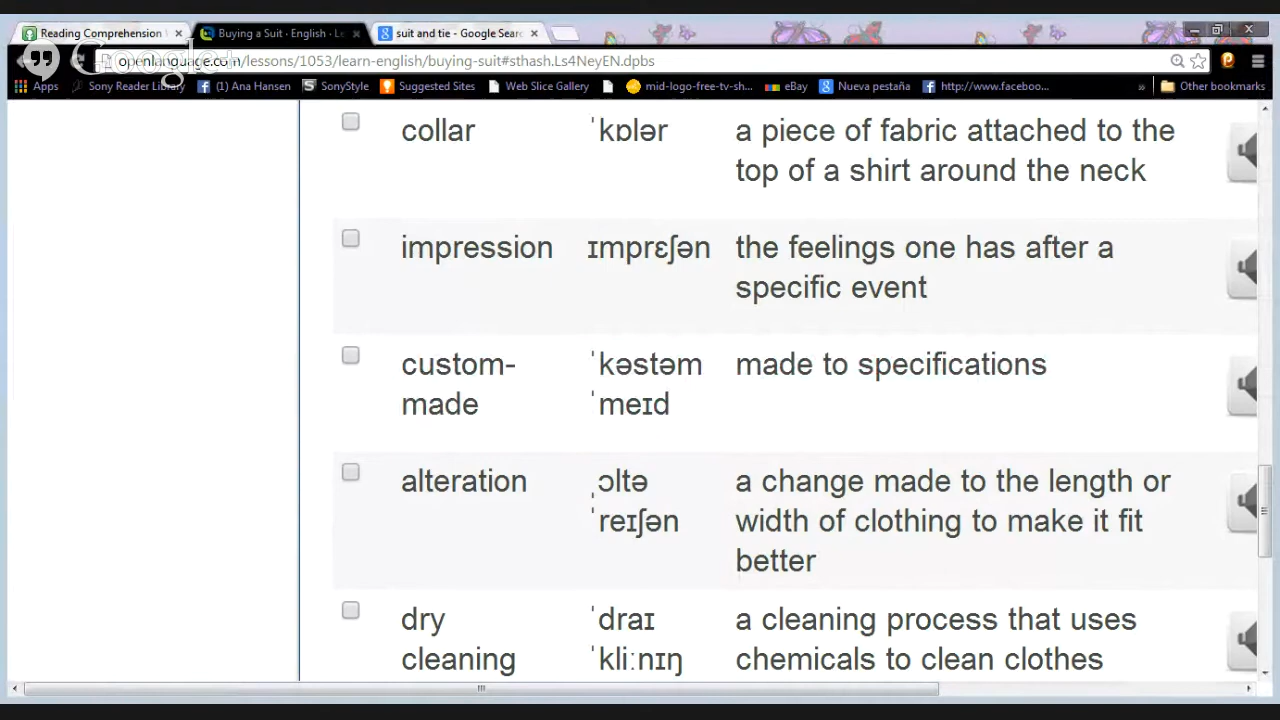 Reading Comprehension
Buying a Suit · English - Le
suit and tie - Google Sear
Google+
openlanguage.com/lessons/1053/learn-english/buying-suit#sthash.t4NeyEN.dpbs
Apps
Sony Reader Library
(1) Ana Hansen
SonyStyle
Suggested Sites
Web Slice Gallery
mid-logo-free-tv-sh...
eBay
Nueva pestaña
http://www.faceboo...
»
Other bookmarks
collar ˈkɒlər a piece of fabric attached to the
top of a shirt around the neck
impression ɪmprɛʃən the feelings one has after a
specific event
custom- ˈkəstəm made to specifications
made ˈmeɪd
alteration ˌɔltə a change made to the length or
ˈreɪʃən width of clothing to make it fit
better
dry ˈdraɪ a cleaning process that uses
cleaning ˈkliːnɪŋ chemicals to clean clothes